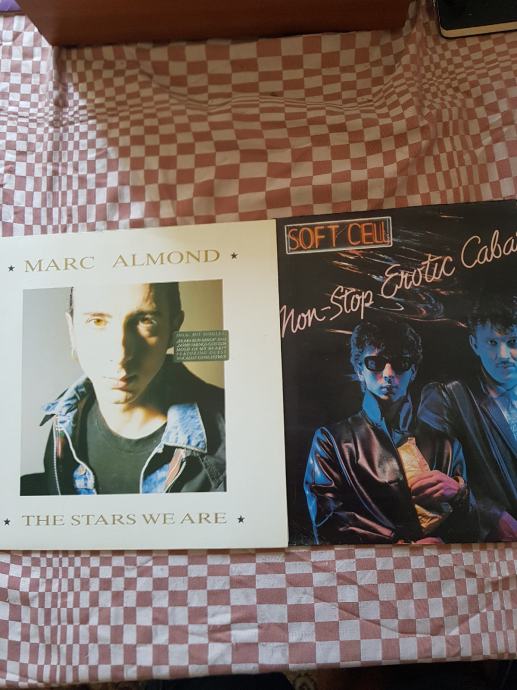 ★ MARC ALMOND ★
★ THE STARS WE ARE ★
SOFT CELL
Non-Stop Erotic Caba